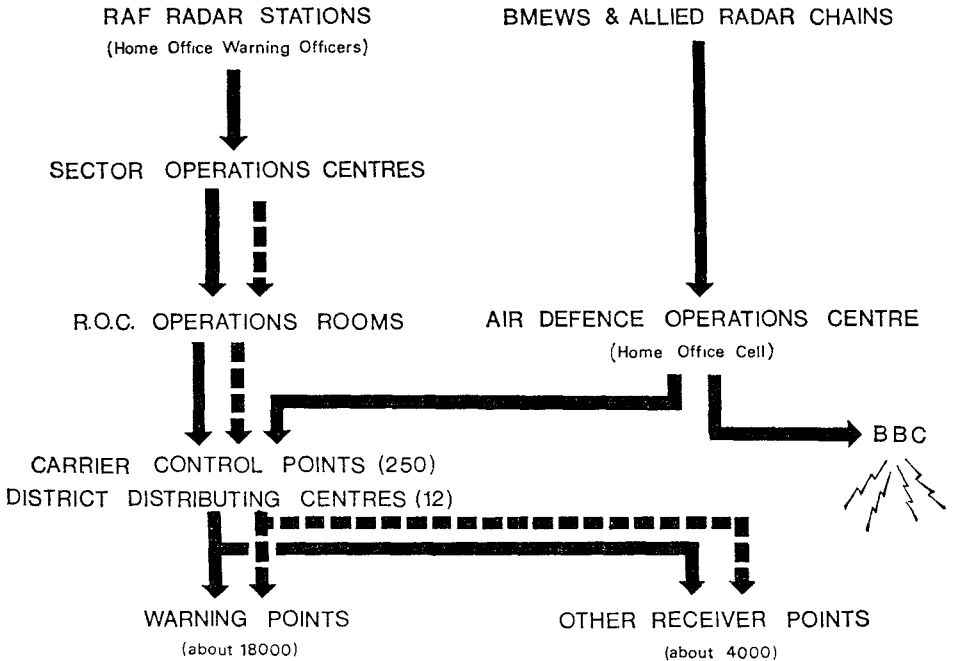 RAF RADAR STATIONS
(Home Office Warning Officers)
BMEWS & ALLIED RADAR CHAINS
SECTOR OPERATIONS CENTRES
R.O.C. OPERATIONS ROOMS
AIR DEFENCE OPERATIONS CENTRE
(Home Office Cell)
BBC
CARRIER CONTROL POINTS (250)
DISTRICT DISTRIBUTING CENTRES (12)
WARNING POINTS
(about 18000)
OTHER RECEIVER POINTS
(about 4000)